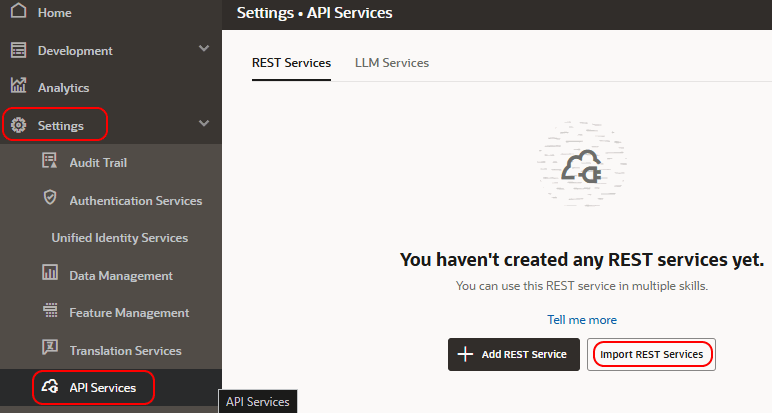 Home
Development
Analytics
Settings
Audit Trail
Authentication Services
Unified Identity Services
Data Management
Feature Management
Translation Services
API Services
API Services
Settings • API Services
REST Services
LLM Services
You haven't created any REST services yet.
You can use this REST service in multiple skills.
Tell me more
Add REST Service
Import REST Services